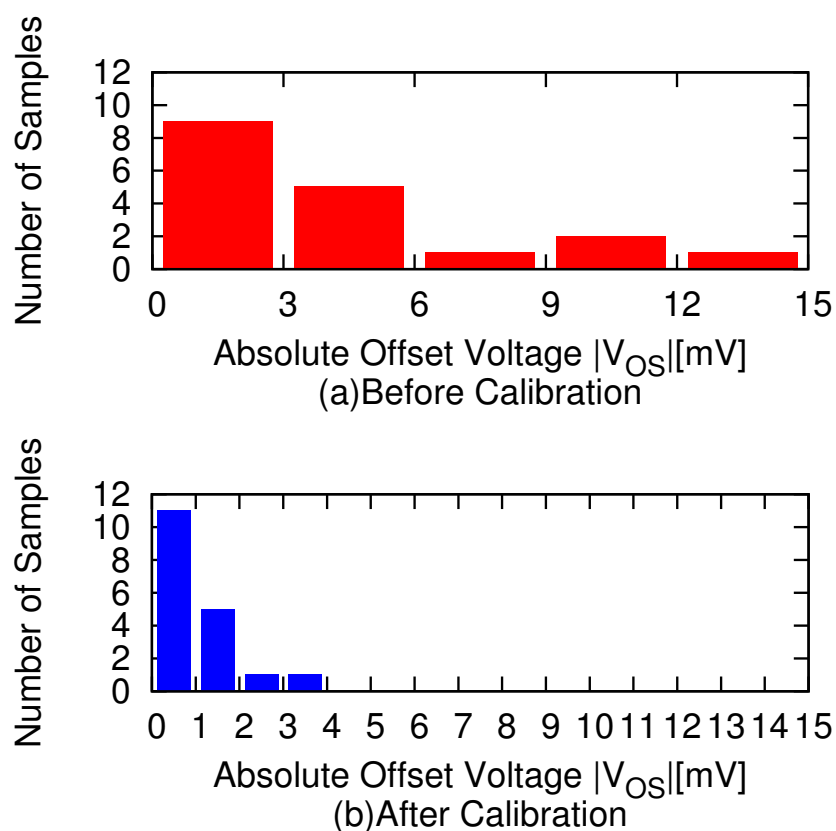 Number of Samples
12
10
8
6
4
2
0
0 3 6 9 12 15
Absolute Offset Voltage |V_OS|[mV]
(a)Before Calibration
Number of Samples
12
10
8
6
4
2
0
0 1 2 3 4 5 6 7 8 9 10 11 12 13 14 15
Absolute Offset Voltage |V_OS|[mV]
(b)After Calibration